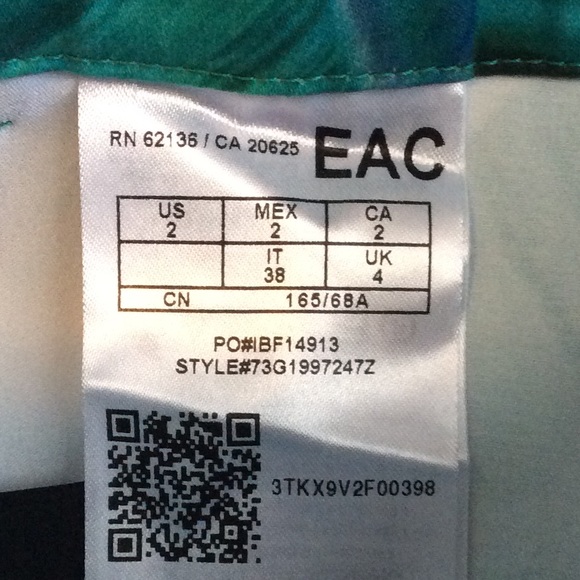 RN 62136 / CA 20625 EAC
US 2 MEX 2 CA 2
IT 38 UK 4
CN 165/68A
PO#IBF14913
STYLE#73G1997247Z
3TKX9V2F00398